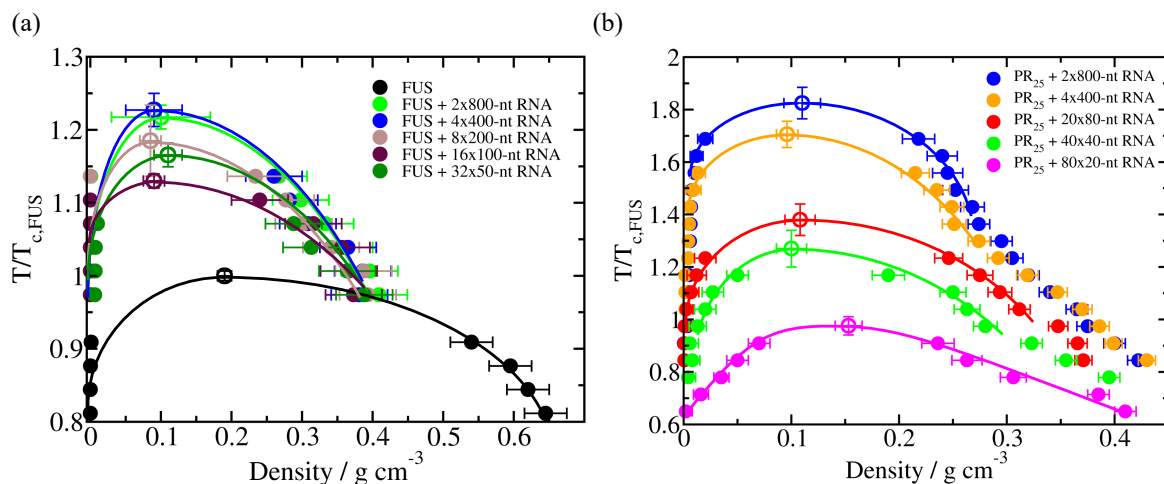 (a)
(b)
1.3
1.2
1.1
1
0.9
0.8
T/Tc,FUS
FUS
FUS + 2x800-nt RNA
FUS + 4x400-nt RNA
FUS + 8x200-nt RNA
FUS + 16x100-nt RNA
FUS + 32x50-nt RNA
0 0.1 0.2 0.3 0.4 0.5 0.6
Density / g cm-3
2
1.8
1.6
1.4
1.2
1
0.8
0.6
T/Tc,FUS
PR25 + 2x800-nt RNA
PR25 + 4x400-nt RNA
PR25 + 20x80-nt RNA
PR25 + 40x40-nt RNA
PR25 + 80x20-nt RNA
0 0.1 0.2 0.3 0.4
Density / g cm-3